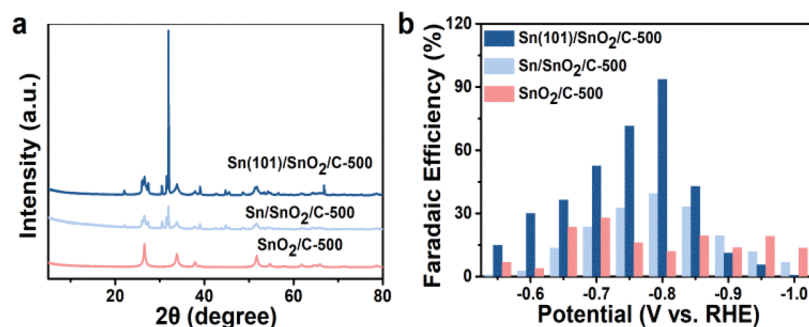 a
Intensity (a.u.)
Sn(101)/SnO₂/C-500
Sn/SnO₂/C-500
SnO₂/C-500
20 40 60 80
2θ (degree)
b
Faradaic Efficiency (%)
120
90
60
30
0
Sn(101)/SnO₂/C-500
Sn/SnO₂/C-500
SnO₂/C-500
-0.6 -0.7 -0.8 -0.9 -1.0
Potential (V vs. RHE)